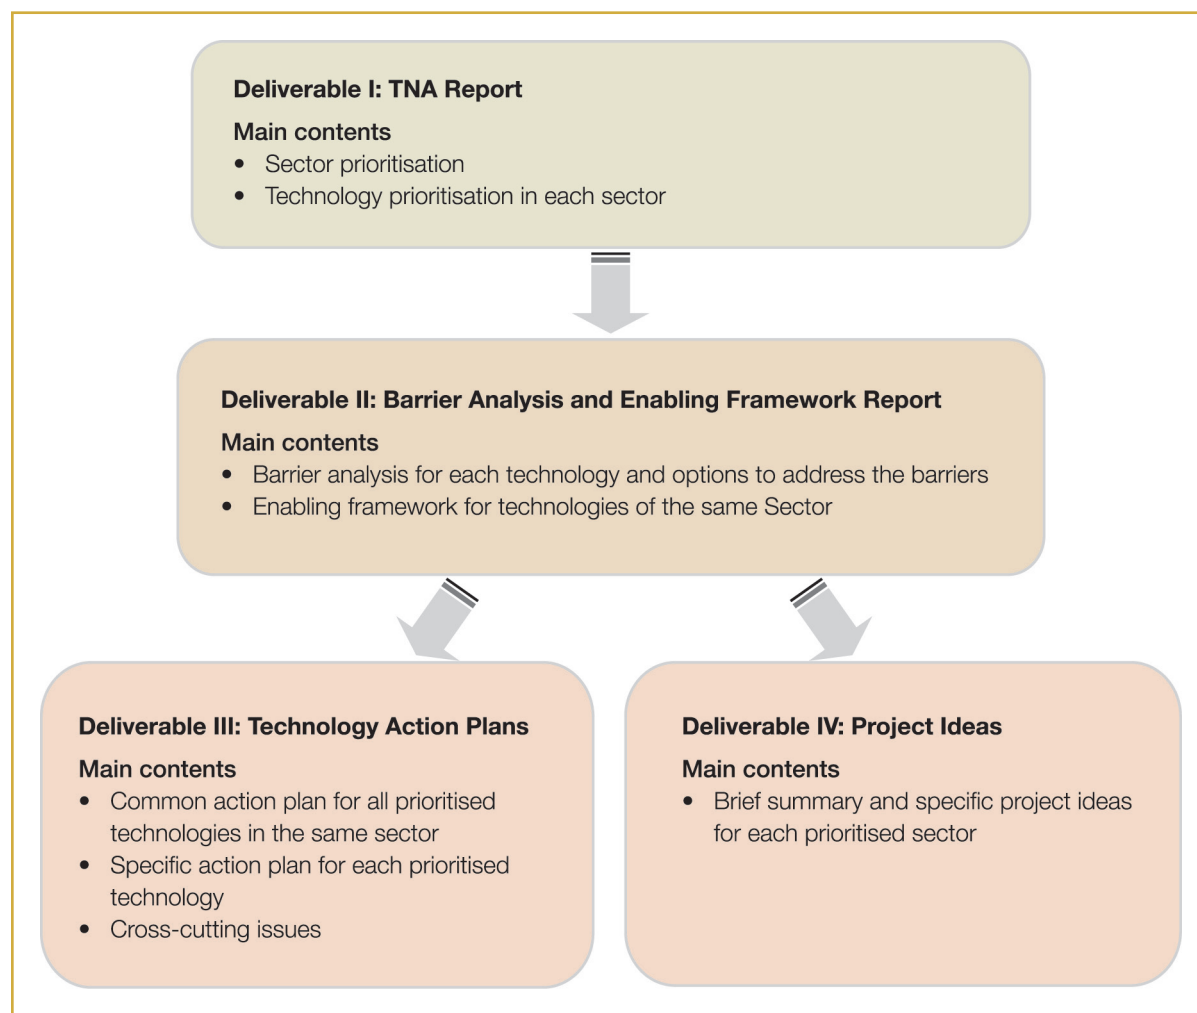 Deliverable I: TNA Report
Main contents
• Sector prioritisation
• Technology prioritisation in each sector
Deliverable II: Barrier Analysis and Enabling Framework Report
Main contents
• Barrier analysis for each technology and options to address the barriers
• Enabling framework for technologies of the same Sector
Deliverable III: Technology Action Plans
Main contents
• Common action plan for all prioritised
technologies in the same sector
• Specific action plan for each prioritised
technology
• Cross-cutting issues
Deliverable IV: Project Ideas
Main contents
• Brief summary and specific project ideas
for each prioritised sector